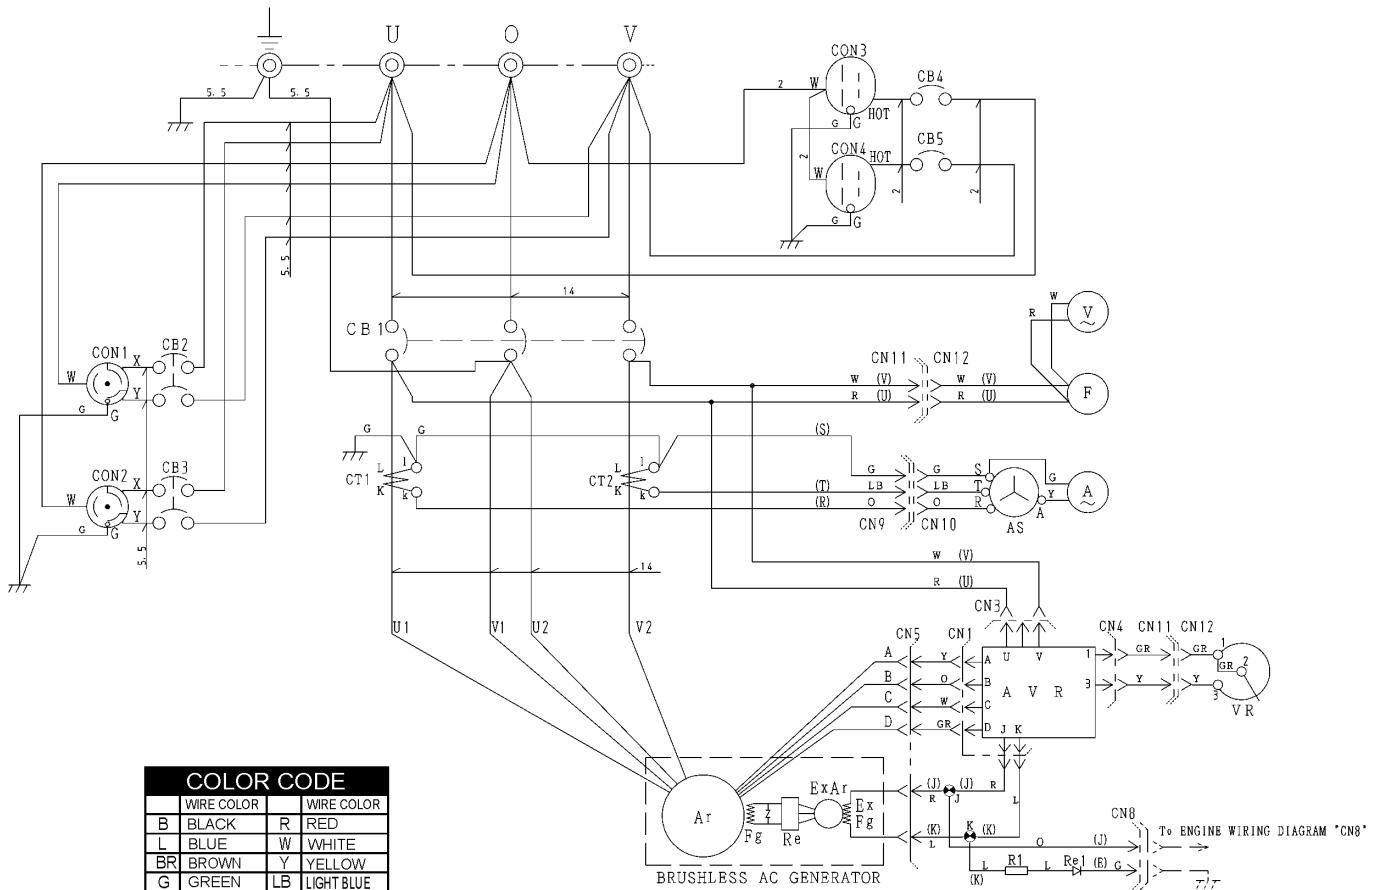 U O V
5.5 5.5
CON3
2 W
CB4
HOT
G G
CON4 HOT
CB5
2
W
2 2
G G
5.5
14
CB1
W
R
V
CON1 X CB2
W
Y
G G
CN11 CN12
W (V) W (V)
R (U) R (U)
F
G G (S)
CON2 X CB3
W
Y
G G
5.5
L l
CT1
K k
L l
CT2
K k
G G S G
(T) LB LB T
(R) O O R
Y
A
CN9 CN10 AS A
14
W (V)
R (U)
CN3
U1 V1 U2 V2
CN5 CN1
CN4 CN11 CN12
A Y A U V 1 GR GR 1
B O B 3 Y Y GR 2
C W C 3
D GR D J K
AVR
VR
Ar
Fg
Re
ExAr
Ex
Fg
(J) (J) R
R J
L
(K) K (K)
L
O (J)
CN8
To ENGINE WIRING DIAGRAM "CN8"
L R1 L Re1 (E) G
(K)
BRUSHLESS AC GENERATOR
COLOR CODE
WIRE COLOR WIRE COLOR
B BLACK R RED
L BLUE W WHITE
BR BROWN Y YELLOW
G GREEN LB LIGHT BLUE